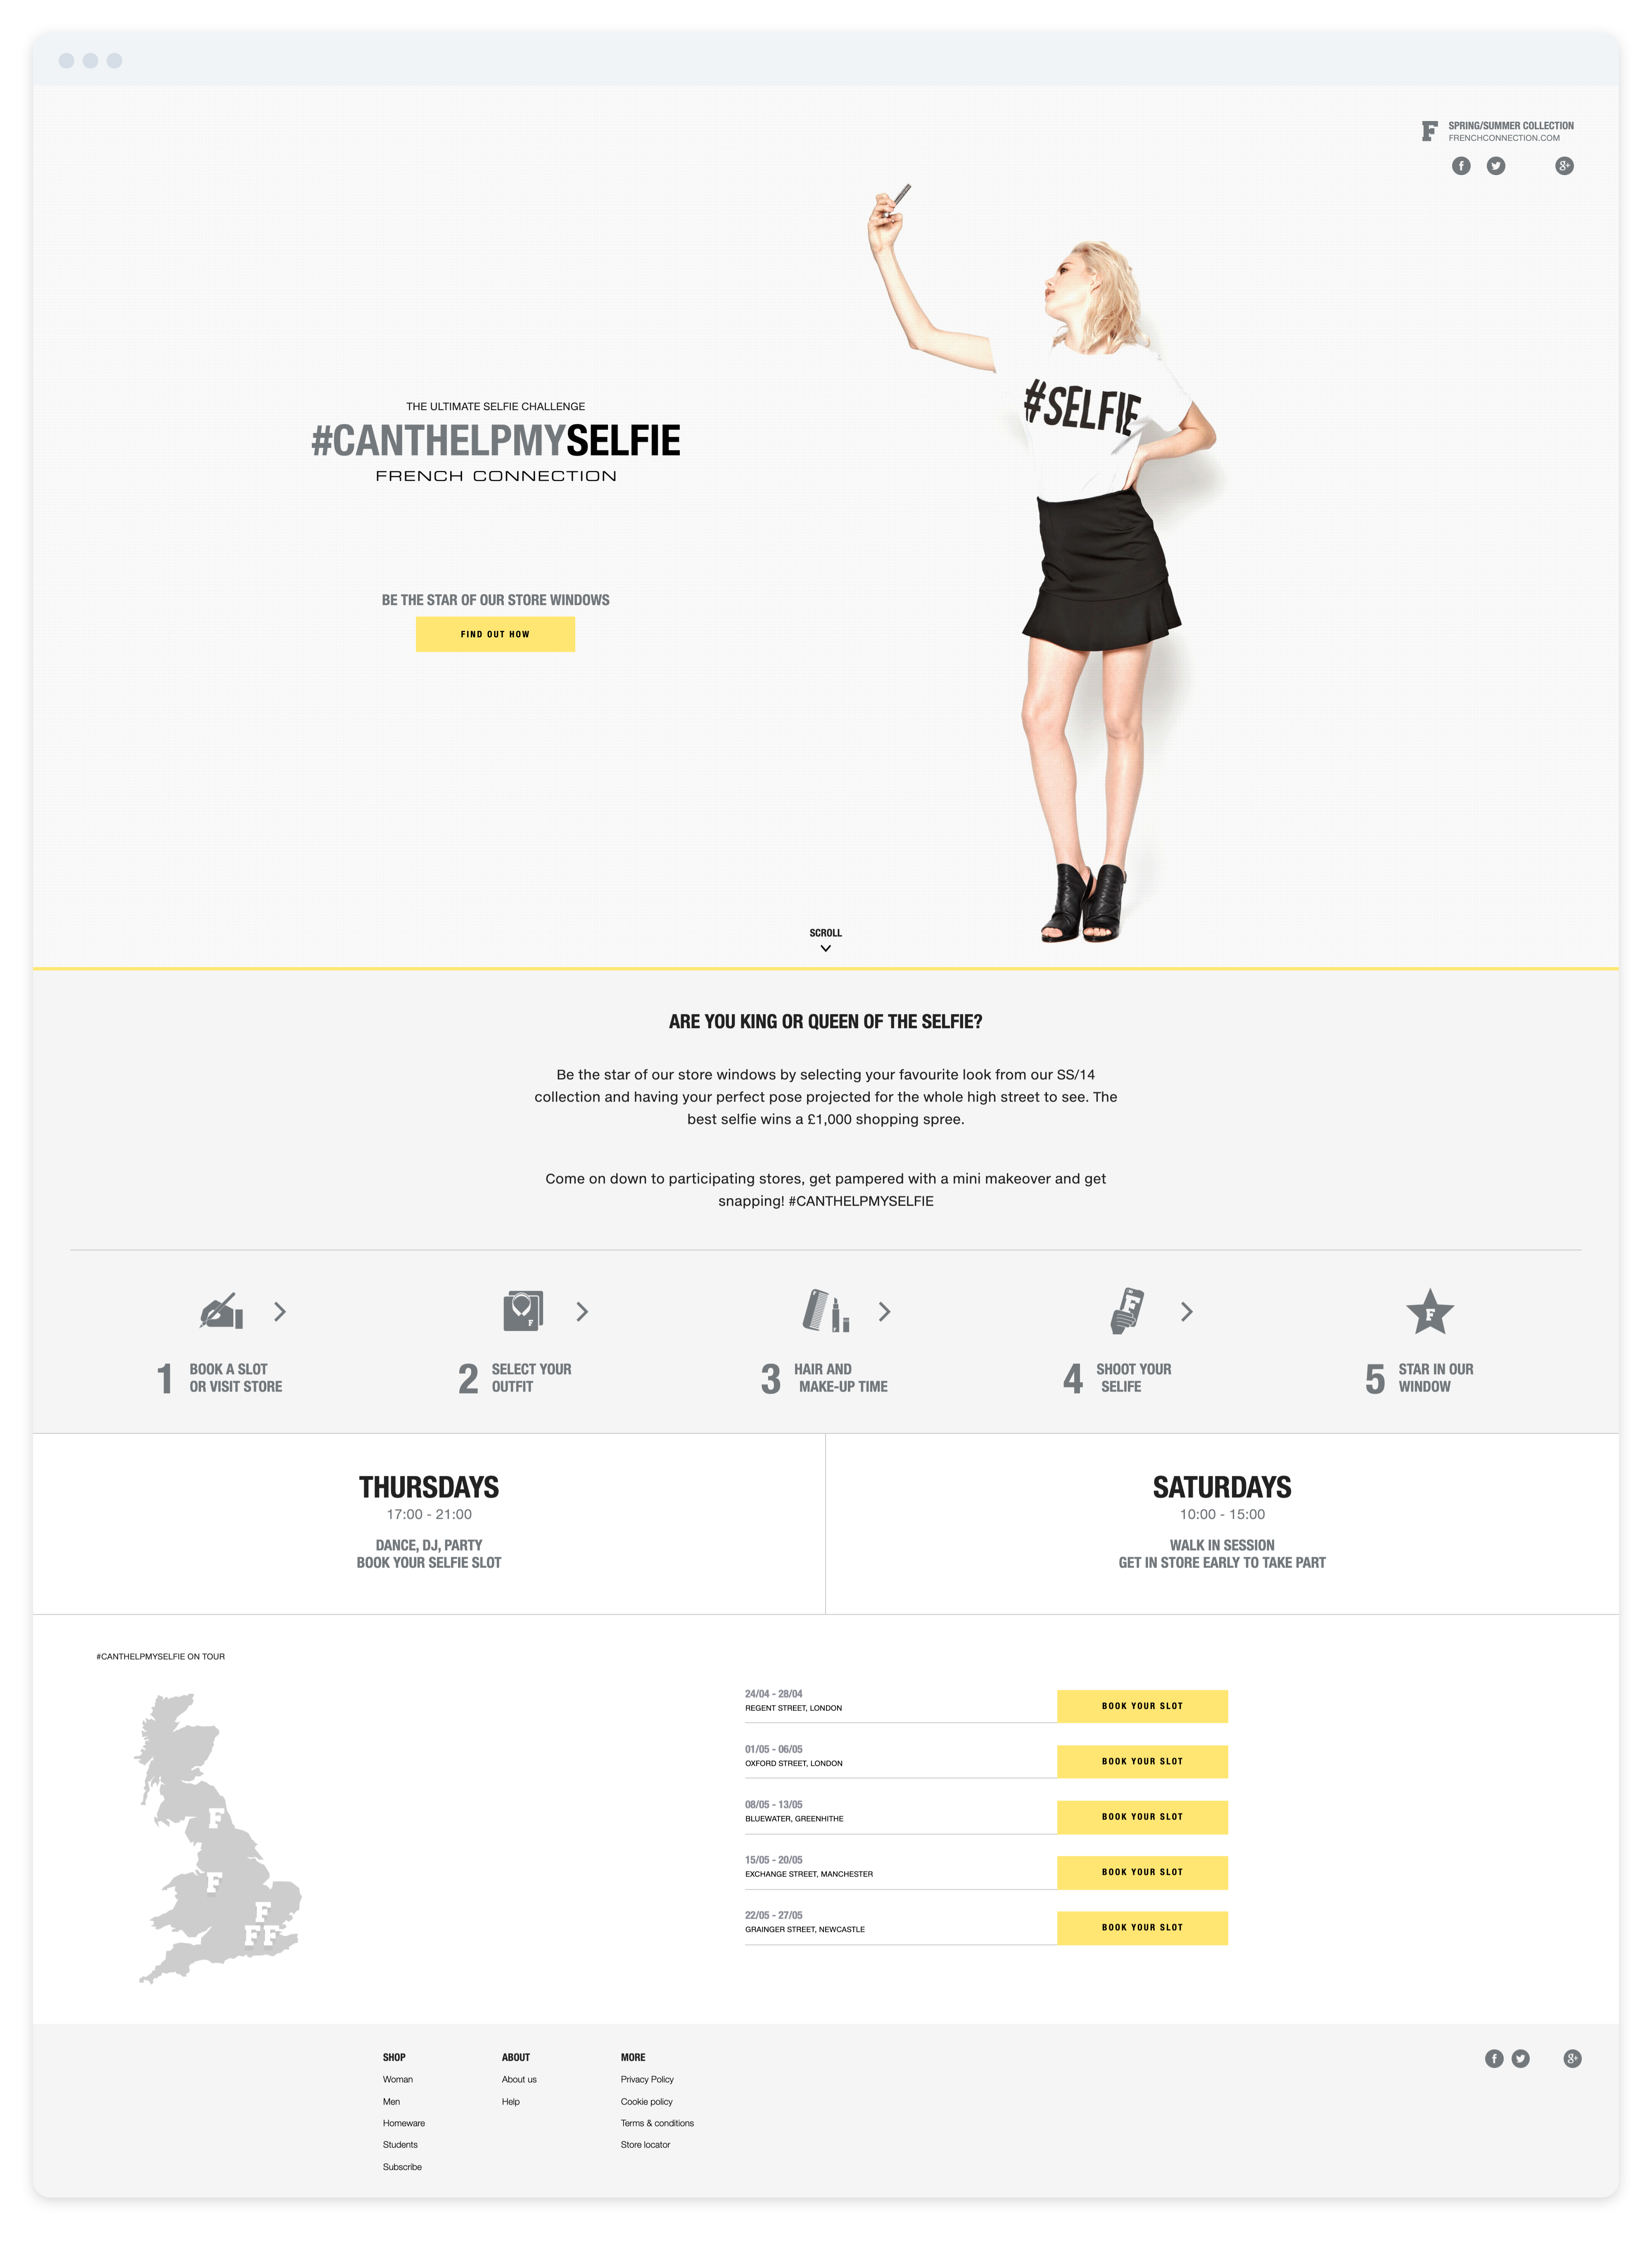 F SPRING/SUMMER COLLECTION
FRENCHCONNECTION.COM
f 8+
THE ULTIMATE SELFIE CHALLENGE
#CANTHELPMYSELFIE
FRENCH CONNECTION
#SELFIE
BE THE STAR OF OUR STORE WINDOWS
FIND OUT HOW
SCROLL
ARE YOU KING OR QUEEN OF THE SELFIE?
Be the star of our store windows by selecting your favourite look from our SS/14
collection and having your perfect pose projected for the whole high street to see. The
best selfie wins a £1,000 shopping spree.
Come on down to participating stores, get pampered with a mini makeover and get
snapping! #CANTHELPMYSELFIE
F
F
F
1 BOOK A SLOT
OR VISIT STORE
2 SELECT YOUR
OUTFIT
3 HAIR AND
MAKE-UP TIME
4 SHOOT YOUR
SELIFE
5 STAR IN OUR
WINDOW
THURSDAYS
17:00 - 21:00
DANCE, DJ, PARTY
BOOK YOUR SELFIE SLOT
SATURDAYS
10:00 - 15:00
WALK IN SESSION
GET IN STORE EARLY TO TAKE PART
#CANTHELPMYSELFIE ON TOUR
F
F
F
FF
24/04 - 28/04
REGENT STREET, LONDON
BOOK YOUR SLOT
01/05 - 06/05
OXFORD STREET, LONDON
BOOK YOUR SLOT
08/05 - 13/05
BLUEWATER, GREENHITHE
BOOK YOUR SLOT
15/05 - 20/05
EXCHANGE STREET, MANCHESTER
BOOK YOUR SLOT
22/05 - 27/05
GRAINGER STREET, NEWCASTLE
BOOK YOUR SLOT
SHOP
Woman
Men
Homeware
Students
Subscribe
ABOUT
About us
Help
MORE
Privacy Policy
Cookie policy
Terms & conditions
Store locator
f 8+